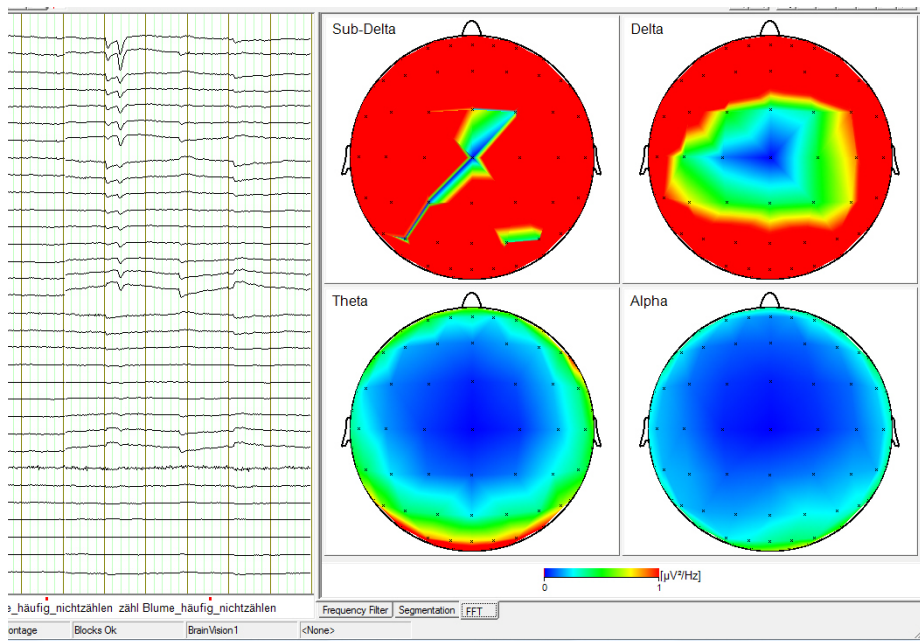 Sub-Delta
Delta
Theta
Alpha
[µV²/Hz]
0
1
e_häufig_nichtzählen zähl Blume_häufig_nichtzählen
Frequency Filter
Segmentation
FFT
ontage
Blocks Ok
BrainVision1
<None>